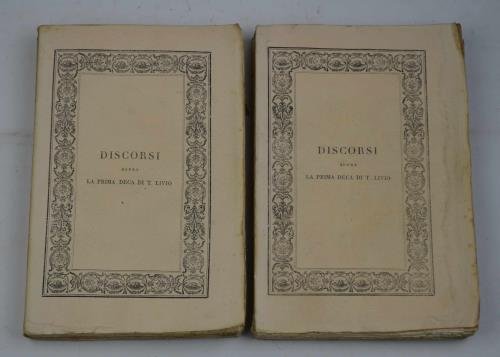 DISCORSI
SOPRA
LA PRIMA DECA DI T. LIVIO
DISCORSI
SOPRA
LA PRIMA DECA DI T. LIVIO